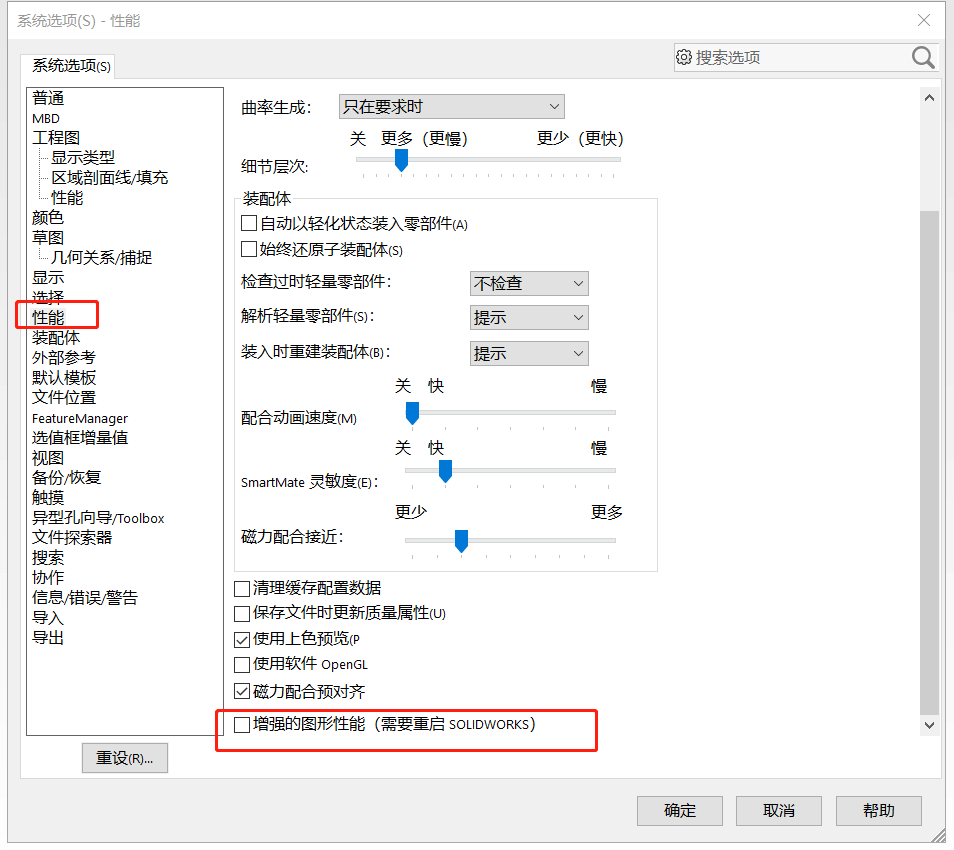 系统选项(S) - 性能
系统选项(S)
搜索选项
普通
MBD
工程图
显示类型
区域剖面线/填充
性能
颜色
草图
几何关系/捕捉
显示
选择
性能
装配体
外部参考
默认模板
文件位置
FeatureManager
选值框增量值
视图
备份/恢复
触摸
异型孔向导/Toolbox
文件探索器
搜索
协作
信息/错误/警告
导入
导出
重设(R)...
曲率生成: 只在要求时
关 更多 (更慢) 更少 (更快)
细节层次:
装配体
自动以轻化状态装入零部件(A)
始终还原子装配体(S)
检查过时轻量零部件: 不检查
解析轻量零部件(S): 提示
装入时重建装配体(B): 提示
关 快 慢
配合动画速度(M)
关 快 慢
SmartMate 灵敏度(E):
更少 更多
磁力配合接近:
清理缓存配置数据
保存文件时更新质量属性(U)
使用上色预览(P
使用软件 OpenGL
磁力配合预对齐
增强的图形性能（需要重启 SOLIDWORKS）
确定 取消 帮助